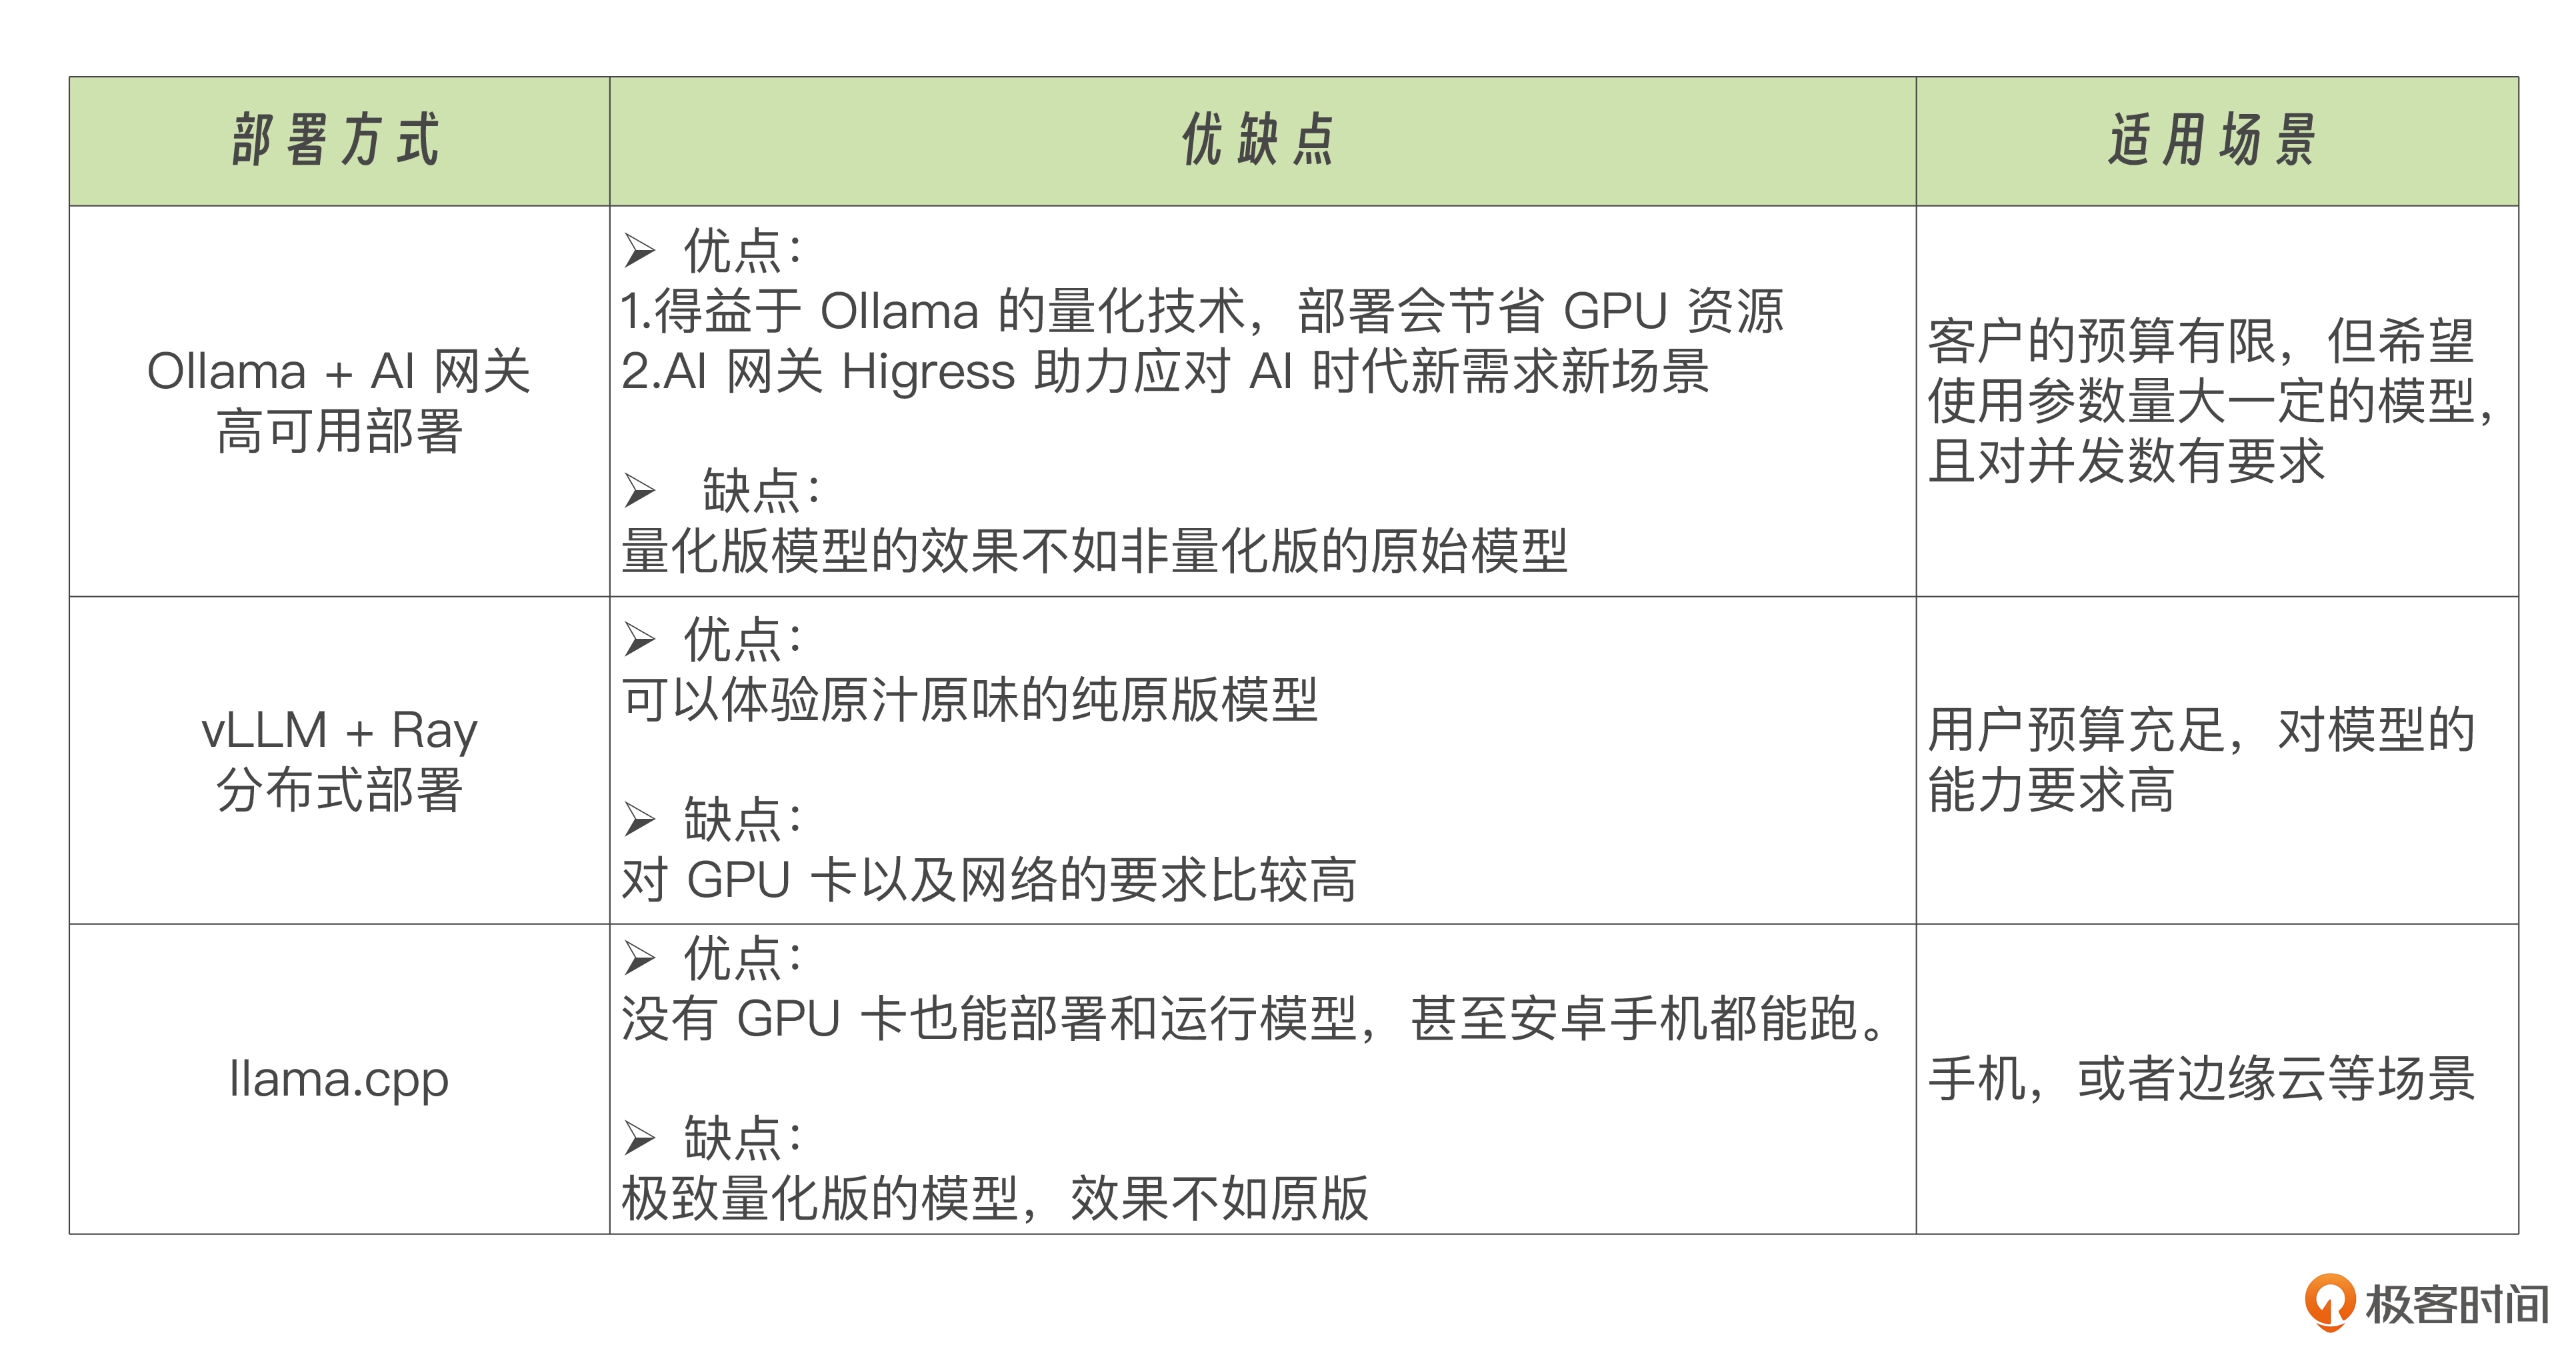 部署方式
优缺点
适用场景
Ollama + AI 网关
高可用部署
➢ 优点：
1.得益于 Ollama 的量化技术，部署会节省 GPU 资源
2.AI 网关 Higress 助力应对 AI 时代新需求新场景
➢ 缺点：
量化版模型的效果不如非量化版的原始模型
客户的预算有限，但希望
使用参数量大一定的模型，
且对并发数有要求
vLLM + Ray
分布式部署
➢ 优点：
可以体验原汁原味的纯原版模型
➢ 缺点：
对 GPU 卡以及网络的要求比较高
用户预算充足，对模型的
能力要求高
llama.cpp
➢ 优点：
没有 GPU 卡也能部署和运行模型，甚至安卓手机都能跑。
➢ 缺点：
极致量化版的模型，效果不如原版
手机，或者边缘云等场景
极客时间